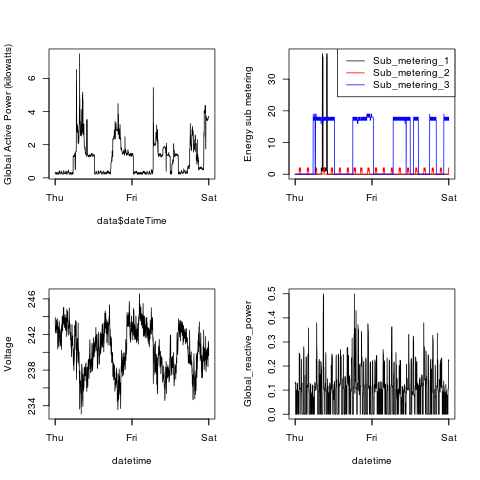 Global Active Power (kilowatts)
0 2 4 6
Thu Fri Sat
data$dateTime
Energy sub metering
0 10 20 30
Sub_metering_1
Sub_metering_2
Sub_metering_3
Thu Fri Sat
Voltage
234 238 242 246
Thu Fri Sat
datetime
Global_reactive_power
0.0 0.1 0.2 0.3 0.4 0.5
Thu Fri Sat
datetime